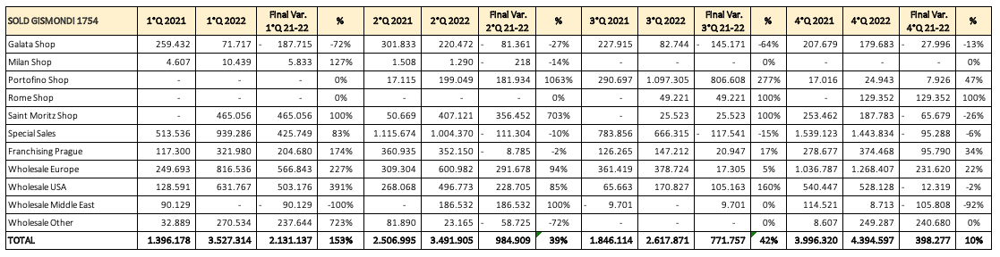 SOLD GISMONDI 1754 1°Q 2021 1°Q 2022 Final Var. 1°Q 21-22 % 2°Q 2021 2°Q 2022 Final Var. 2°Q 21-22 % 3°Q 2021 3°Q 2022 Final Var. 3°Q 21-22 % 4°Q 2021 4°Q 2022 Final Var. 4°Q 21-22 %
Galata Shop 259.432 71.717 - 187.715 -72% 301.833 220.472 - 81.361 -27% 227.915 82.744 - 145.171 -64% 207.679 179.683 - 27.996 -13%
Milan Shop 4.607 10.439 5.833 127% 1.508 1.290 - 218 -14% - - - 0% - - - 0%
Portofino Shop - - - 0% 17.115 199.049 181.934 1063% 290.697 1.097.305 806.608 277% 17.016 24.943 7.926 47%
Rome Shop - - - 0% - - - 0% - 49.221 49.221 100% - 129.352 129.352 100%
Saint Moritz Shop - 465.056 465.056 100% 50.669 407.121 356.452 703% - 25.523 25.523 100% 253.462 187.783 - 65.679 -26%
Special Sales 513.536 939.286 425.749 83% 1.115.674 1.004.370 - 111.304 -10% 783.856 666.315 - 117.541 -15% 1.539.123 1.443.834 - 95.288 -6%
Franchising Prague 117.300 321.980 204.680 174% 360.935 352.150 - 8.785 -2% 126.265 147.212 20.947 17% 278.677 374.468 95.790 34%
Wholesale Europe 249.693 816.536 566.843 227% 309.304 600.982 291.678 94% 361.419 378.724 17.305 5% 1.036.787 1.268.407 231.620 22%
Wholesale USA 128.591 631.767 503.176 391% 268.068 496.773 228.705 85% 65.663 170.827 105.163 160% 540.447 528.128 - 12.319 -2%
Wholesale Middle East 90.129 - - 90.129 -100% - 186.532 186.532 100% - 9.701 - 9.701 0% 114.521 8.713 - 105.808 -92%
Wholesale Other 32.889 270.534 237.644 723% 81.890 23.165 - 58.725 -72% - - - 0% 8.607 249.287 240.680 0%
TOTAL 1.396.178 3.527.314 2.131.137 153% 2.506.995 3.491.905 984.909 39% 1.846.114 2.617.871 771.757 42% 3.996.320 4.394.597 398.277 10%